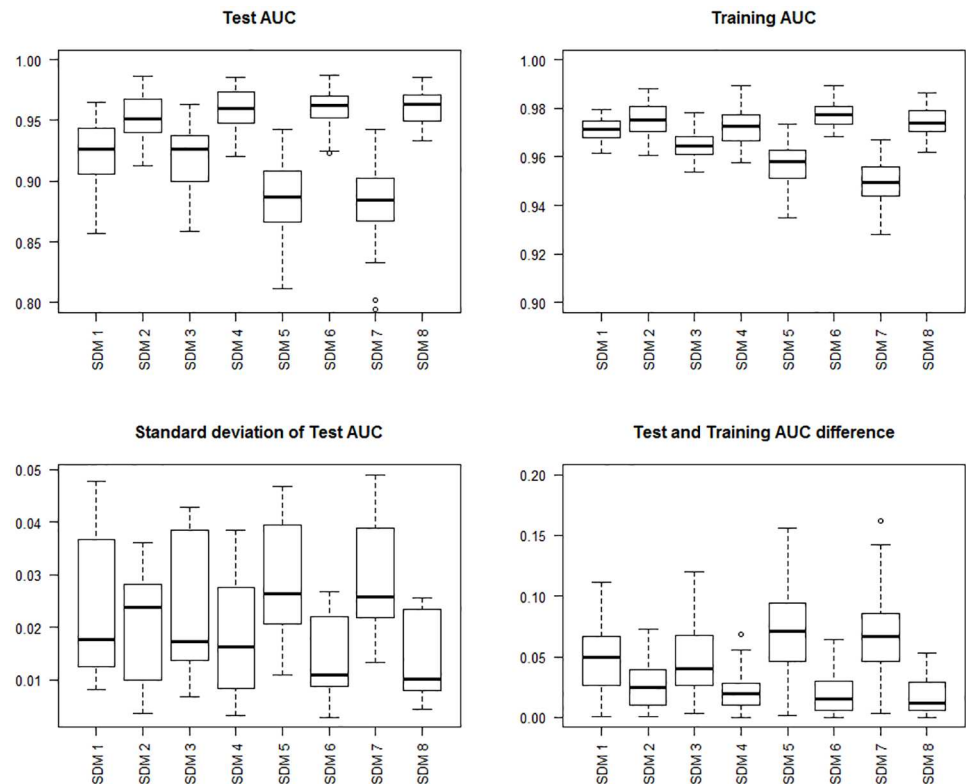 Test AUC
1.00
0.95
0.90
0.85
0.80
SDM 1
SDM 2
SDM 3
SDM 4
SDM 5
SDM 6
SDM 7
SDM 8
Training AUC
1.00
0.98
0.96
0.94
0.92
0.90
SDM 1
SDM 2
SDM 3
SDM 4
SDM 5
SDM 6
SDM 7
SDM 8
Standard deviation of Test AUC
0.05
0.04
0.03
0.02
0.01
SDM 1
SDM 2
SDM 3
SDM 4
SDM 5
SDM 6
SDM 7
SDM 8
Test and Training AUC difference
0.20
0.15
0.10
0.05
0.00
SDM 1
SDM 2
SDM 3
SDM 4
SDM 5
SDM 6
SDM 7
SDM 8